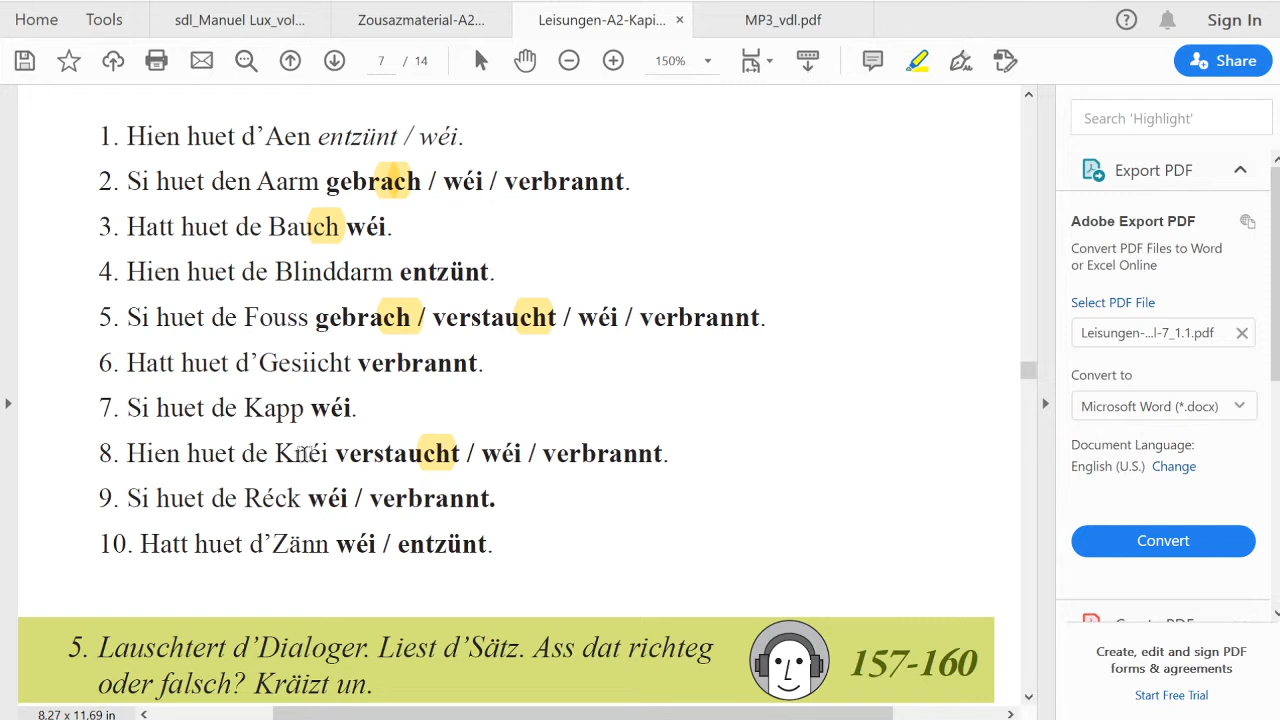 Home Tools sdl_Manuel Lux_vol... Zousazmaterial-A2... Leisungen-A2-Kapi... × MP3_vdl.pdf Sign In
7 / 14 150% Share
1. Hien huet d'Aen entzünt / wéi.
2. Si huet den Aarm gebrach / wéi / verbrannt.
3. Hatt huet de Bauch wéi.
4. Hien huet de Blinddarm entzünt.
5. Si huet de Fouss gebrach / verstaucht / wéi / verbrannt.
6. Hatt huet d'Gesiicht verbrannt.
7. Si huet de Kapp wéi.
8. Hien huet de Knéi verstaucht / wéi / verbrannt.
9. Si huet de Réck wéi / verbrannt.
10. Hatt huet d'Zänn wéi / entzünt.
5. Lauschtert d'Dialoger. Liest d'Sätz. Ass dat richteg
oder falsch? Kräizt un.
157-160
8,27 x 11,69 in
Search 'Highlight'
Export PDF
Adobe Export PDF
Convert PDF Files to Word
or Excel Online
Select PDF File
Leisungen-...l-7_1.1.pdf
Convert to
Microsoft Word (*.docx)
Document Language:
English (U.S.) Change
Convert
Create, edit and sign PDF
forms & agreements
Start Free Trial